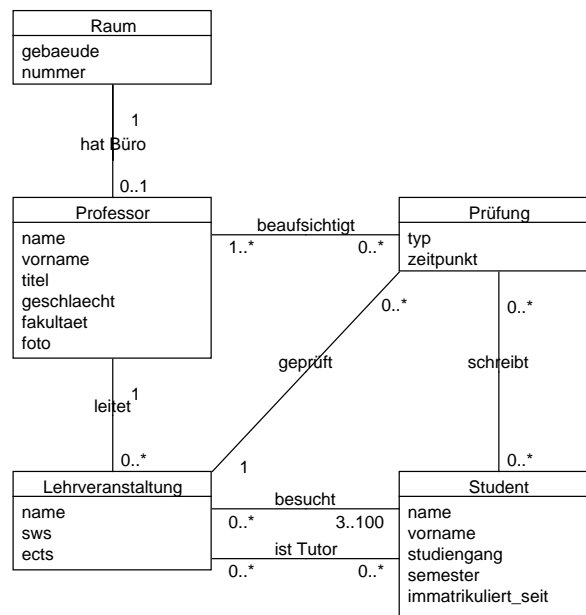 Raum
gebaeude
nummer
1
hat Büro
0..1
Professor
name
vorname
titel
geschlaecht
fakultaet
foto
beaufsichtigt
1..*
0..*
Prüfung
typ
zeitpunkt
0..*
0..*
geprüft
schreibt
1
leitet
0..*
1
0..*
Lehrveranstaltung
name
sws
ects
besucht
0..*
3..100
ist Tutor
0..*
0..*
Student
name
vorname
studiengang
semester
immatrikuliert_seit